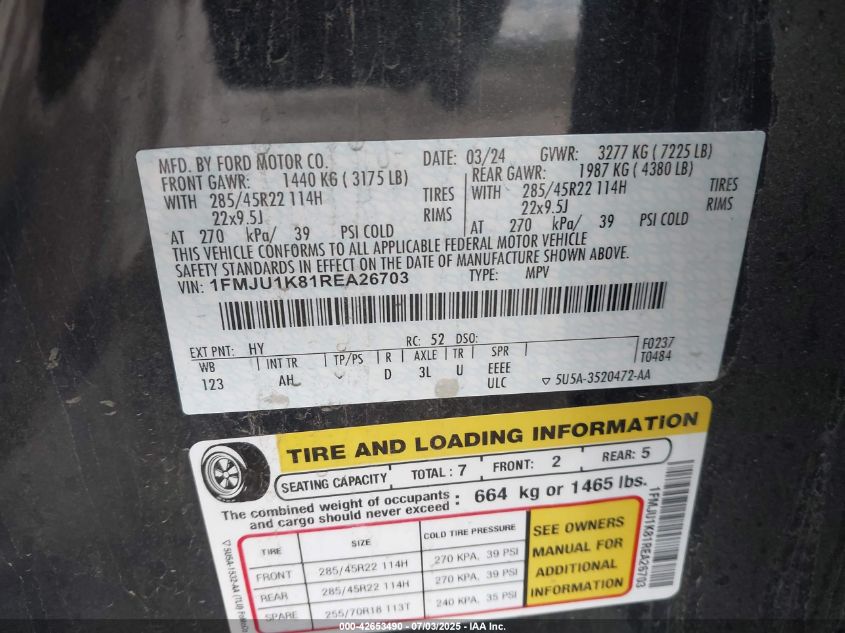 MFD. BY FORD MOTOR CO.
DATE: 03/24 GVWR: 3277 KG ( 7225 LB)
FRONT GAWR: 1440 KG ( 3175 LB)
REAR GAWR: 1987 KG ( 4380 LB)
WITH 285/45R22 114H TIRES
WITH 285/45R22 114H TIRES
22x9.5J RIMS
22x9.5J RIMS
AT 270 kPa/ 39 PSI COLD
AT 270 kPa/ 39 PSI COLD
THIS VEHICLE CONFORMS TO ALL APPLICABLE FEDERAL MOTOR VEHICLE
SAFETY STANDARDS IN EFFECT ON THE DATE OF MANUFACTURE SHOWN ABOVE.
VIN: 1FMJU1K81REA26703 TYPE: MPV
EXT PNT: HY RC: 52 DSO: F0237
T0484
WB INT TR TP/PS R AXLE TR SPR
123 AH D 3L U EEEE
ULC
▽ 5U5A-3520472-AA
TIRE AND LOADING INFORMATION
SEATING CAPACITY TOTAL : 7 FRONT: 2 REAR: 5
The combined weight of occupants
and cargo should never exceed : 664 kg or 1465 lbs.
TIRE SIZE COLD TIRE PRESSURE
FRONT 285/45R22 114H 270 KPA, 39 PSI
REAR 285/45R22 114H 270 KPA, 39 PSI
SPARE 255/70R18 113T 240 KPA, 35 PSI
SEE OWNERS
MANUAL FOR
ADDITIONAL
INFORMATION
1FMJU1K81REA26703
▽ 5U5A-1532-AA (TLU)
000-42653490 - 07/03/2025 - IAA Inc.